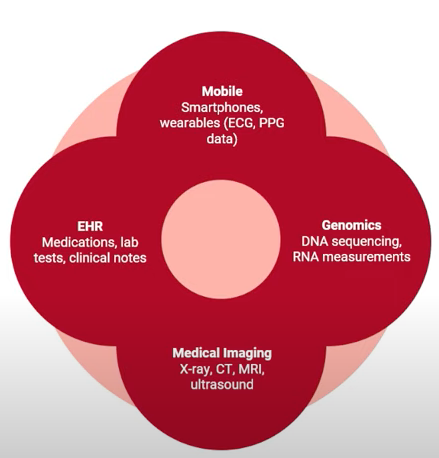 Mobile
Smartphones,
wearables (ECG, PPG
data)
EHR
Medications, lab
tests, clinical notes
Genomics
DNA sequencing,
RNA measurements
Medical Imaging
X-ray, CT, MRI,
ultrasound